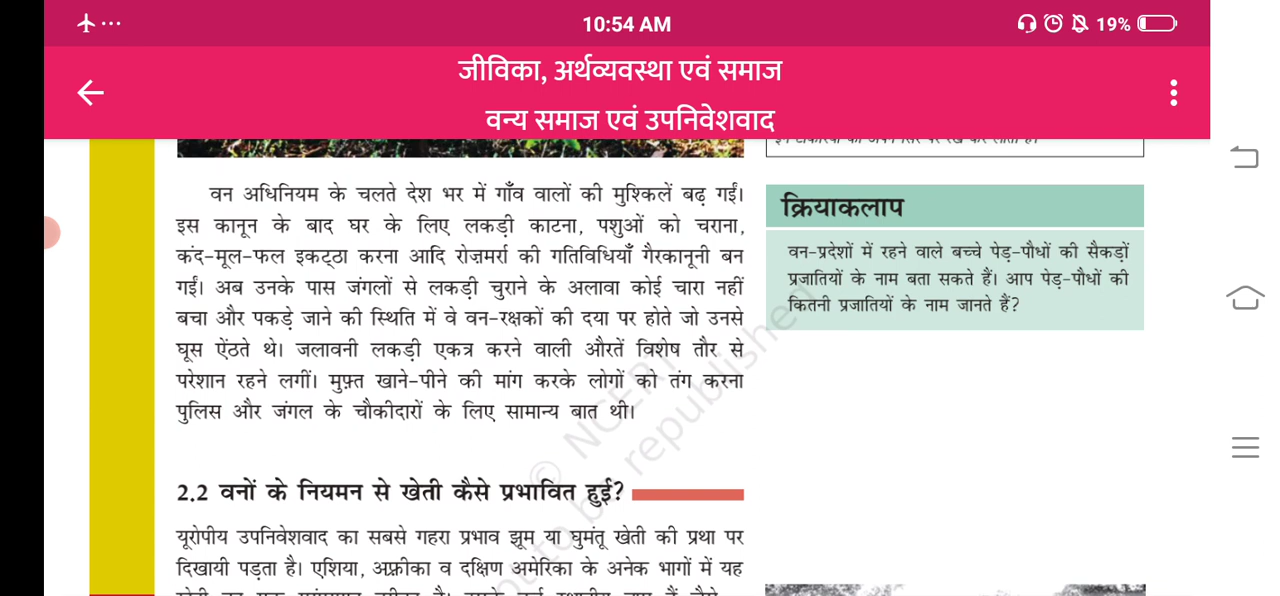 10:54 AM
19%
जीविका, अर्थव्यवस्था एवं समाज
वन्य समाज एवं उपनिवेशवाद
वन अधिनियम के चलते देश भर में गाँव वालों की मुश्किलें बढ़ गईं।
इस कानून के बाद घर के लिए लकड़ी काटना, पशुओं को चराना,
कंद-मूल-फल इकट्ठा करना आदि रोज़मर्रा की गतिविधियाँ गैरकानूनी बन
गईं। अब उनके पास जंगलों से लकड़ी चुराने के अलावा कोई चारा नहीं
बचा और पकड़े जाने की स्थिति में वे वन-रक्षकों की दया पर होते जो उनसे
घूस ऐंठते थे। जलावनी लकड़ी एकत्र करने वाली औरतें विशेष तौर से
परेशान रहने लगीं। मुफ़्त खाने-पीने की मांग करके लोगों को तंग करना
पुलिस और जंगल के चौकीदारों के लिए सामान्य बात थी।
2.2 वनों के नियमन से खेती कैसे प्रभावित हुई?
यूरोपीय उपनिवेशवाद का सबसे गहरा प्रभाव झूम या घुमंतू खेती की प्रथा पर
दिखायी पड़ता है। एशिया, अफ़्रीका व दक्षिण अमेरिका के अनेक भागों में यह
क्रियाकलाप
वन-प्रदेशों में रहने वाले बच्चे पेड़-पौधों की सैकड़ों
प्रजातियों के नाम बता सकते हैं। आप पेड़-पौधों की
कितनी प्रजातियों के नाम जानते हैं?
© NCERT
to be republished